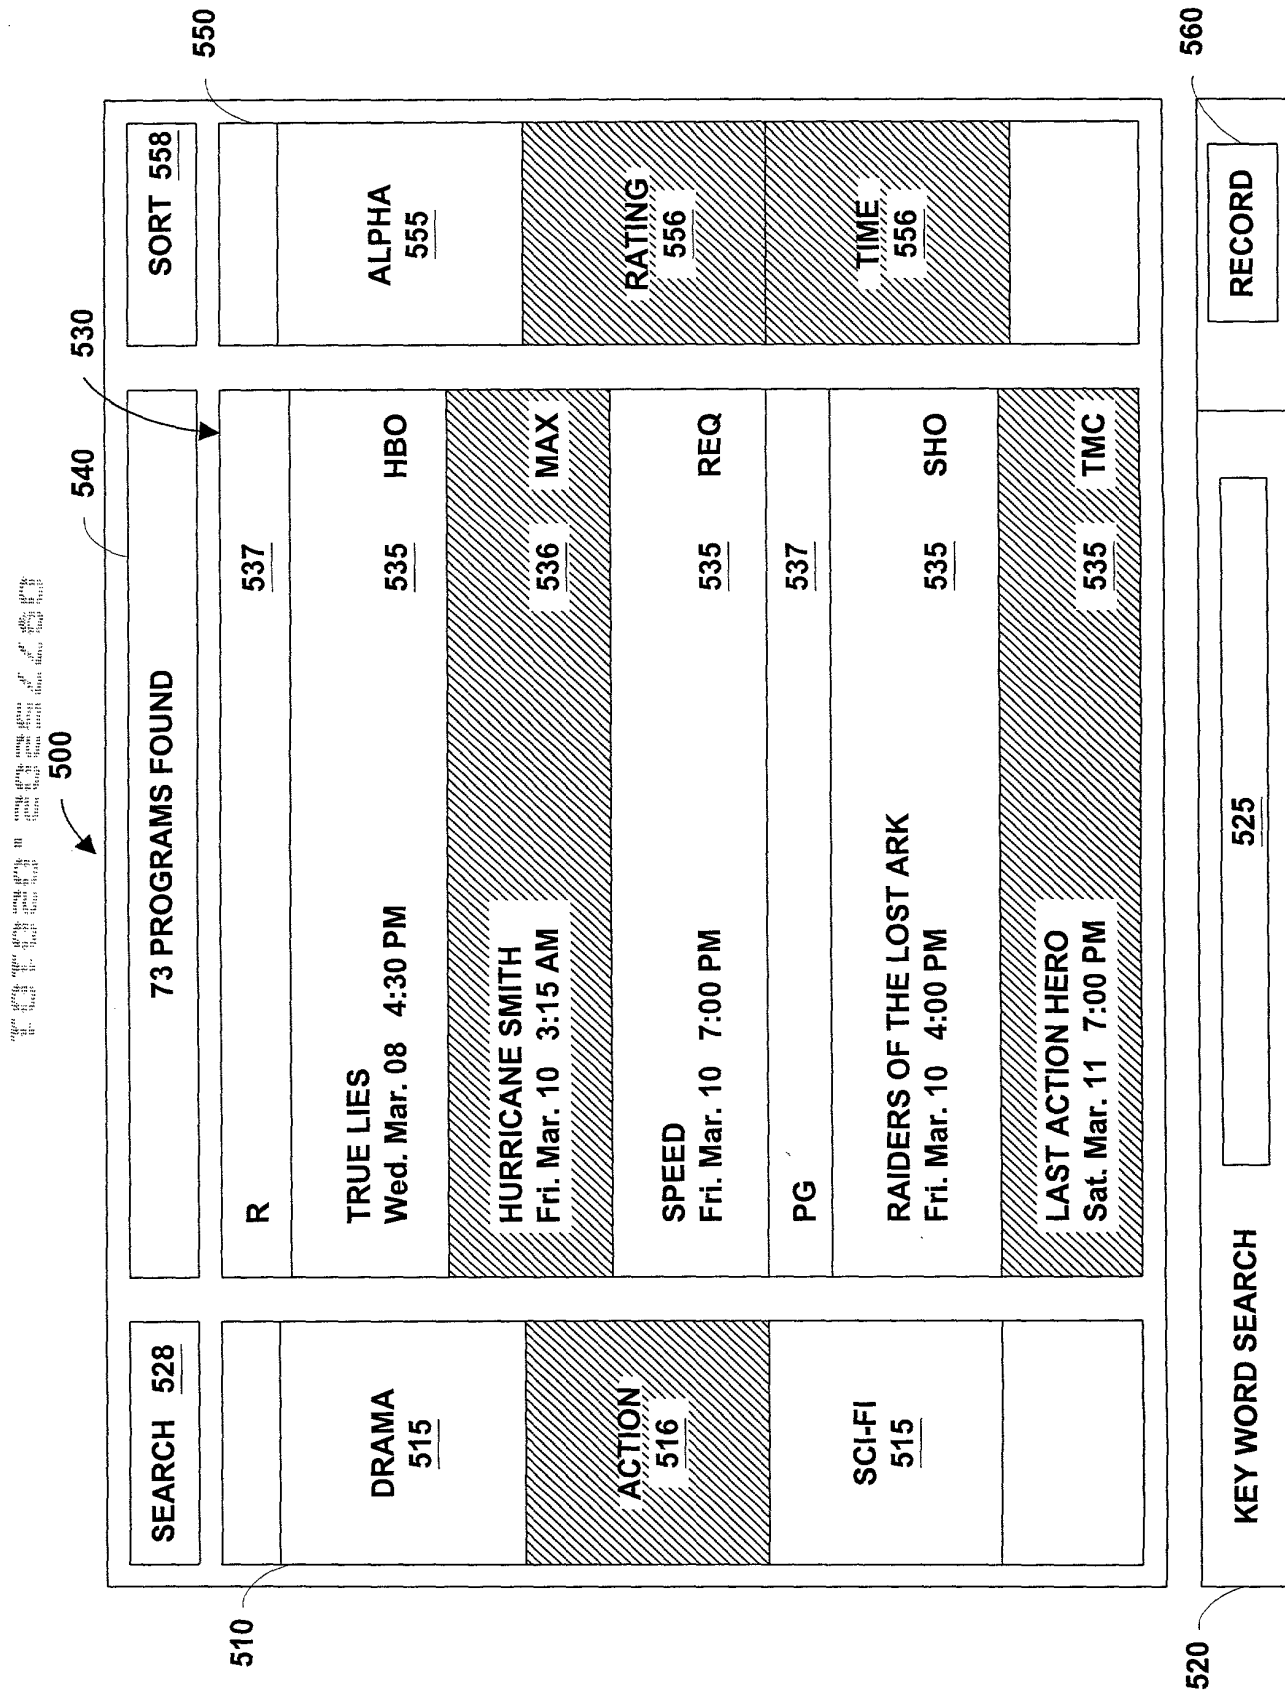 500
540
530
550
SEARCH 528
73 PROGRAMS FOUND
SORT 558
510
DRAMA
515
ACTION
516
SCI-FI
515
R 537
TRUE LIES
Wed. Mar. 08 4:30 PM 535 HBO
HURRICANE SMITH
Fri. Mar. 10 3:15 AM 536 MAX
SPEED
Fri. Mar. 10 7:00 PM 535 REQ
PG 537
RAIDERS OF THE LOST ARK
Fri. Mar. 10 4:00 PM 535 SHO
LAST ACTION HERO
Sat. Mar. 11 7:00 PM 535 TMC
ALPHA
555
RATING
556
TIME
556
520
KEY WORD SEARCH 525
RECORD
560